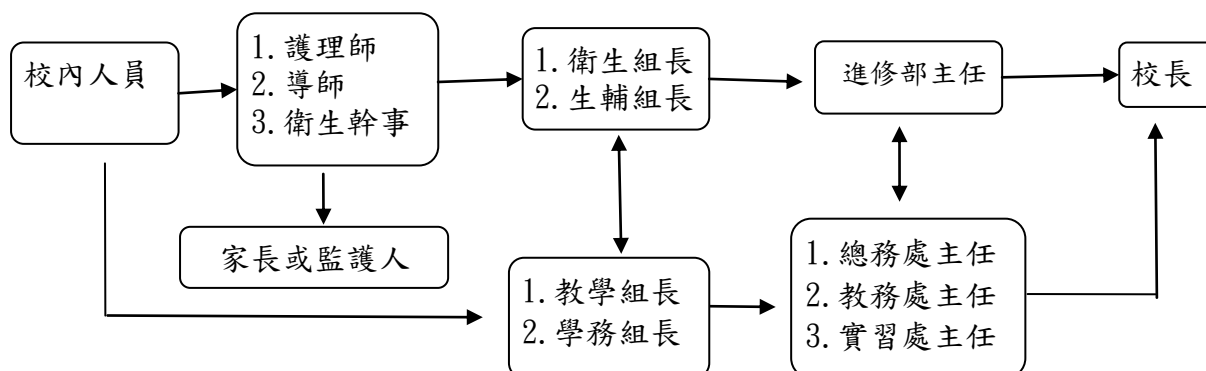 校內人員
1.護理師
2.導師
3.衛生幹事
1.衛生組長
2.生輔組長
進修部主任
校長
家長或監護人
1.教學組長
2.學務組長
1.總務處主任
2.教務處主任
3.實習處主任